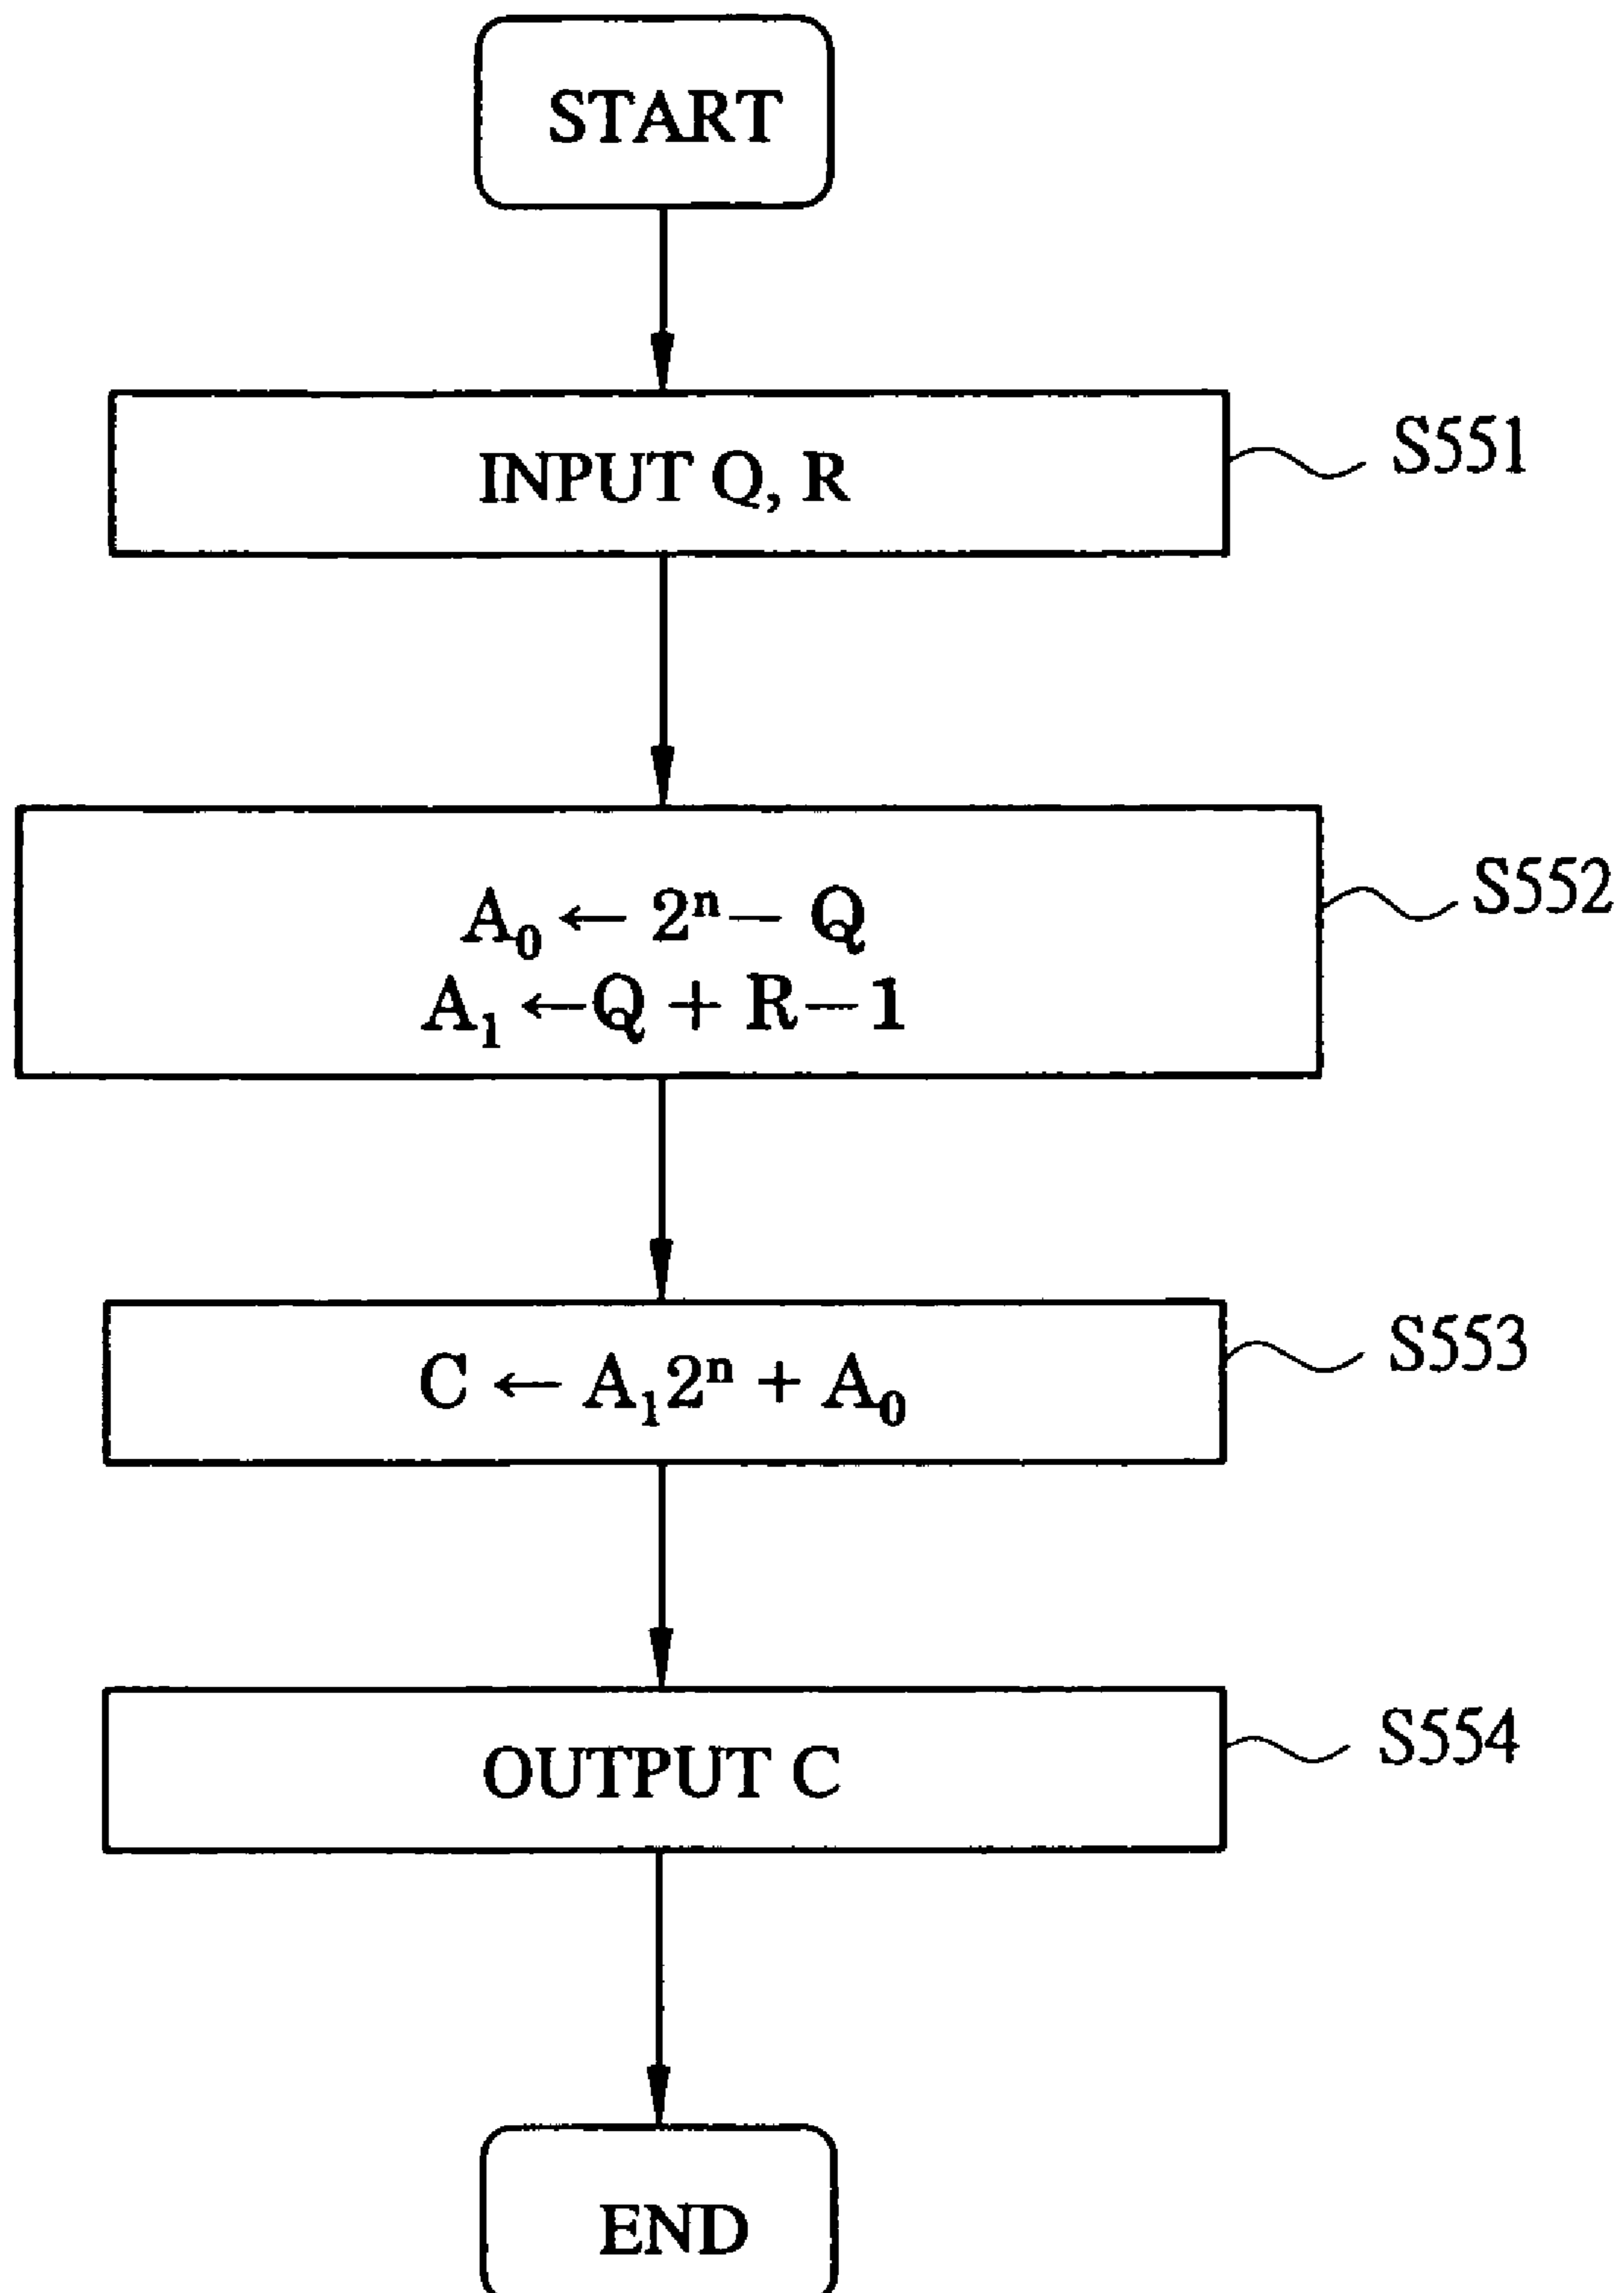 START
INPUT Q, R
S551
A₀ ← 2ⁿ − Q
A₁ ← Q + R − 1
S552
C ← A₁2ⁿ + A₀
S553
OUTPUT C
S554
END